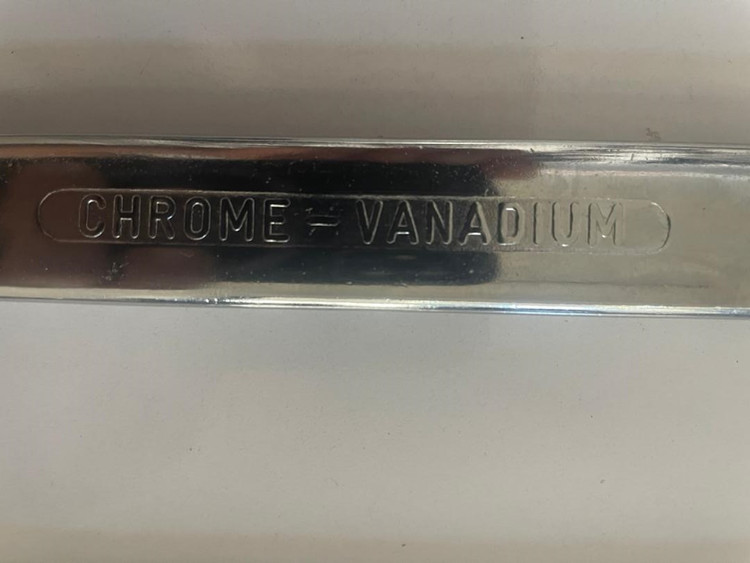 CHROME = VANADIUM